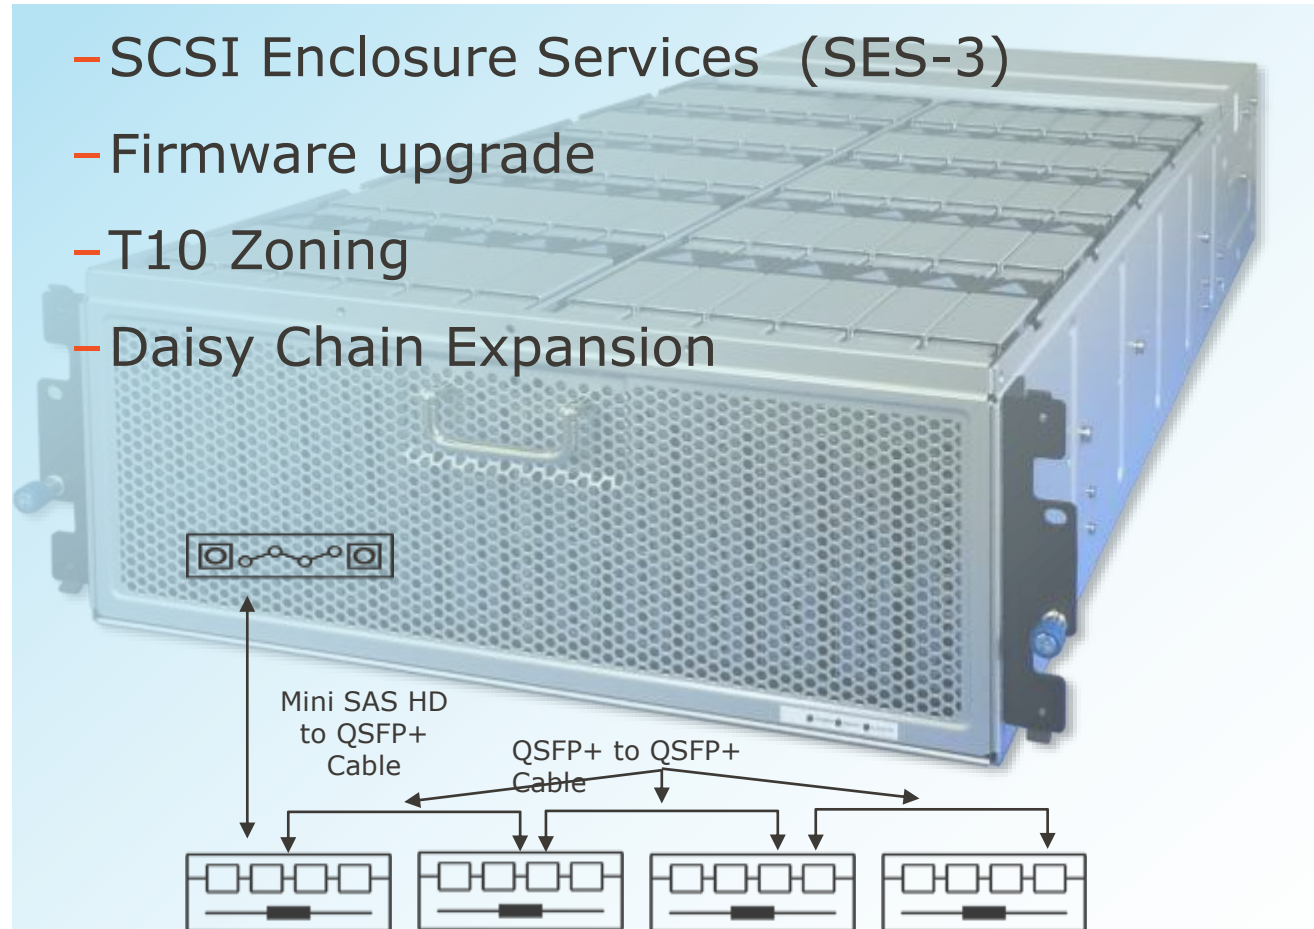 –SCSI Enclosure Services (SES-3)
–Firmware upgrade
–T10 Zoning
–Daisy Chain Expansion
Mini SAS HD
to QSFP+
Cable
QSFP+ to QSFP+
Cable